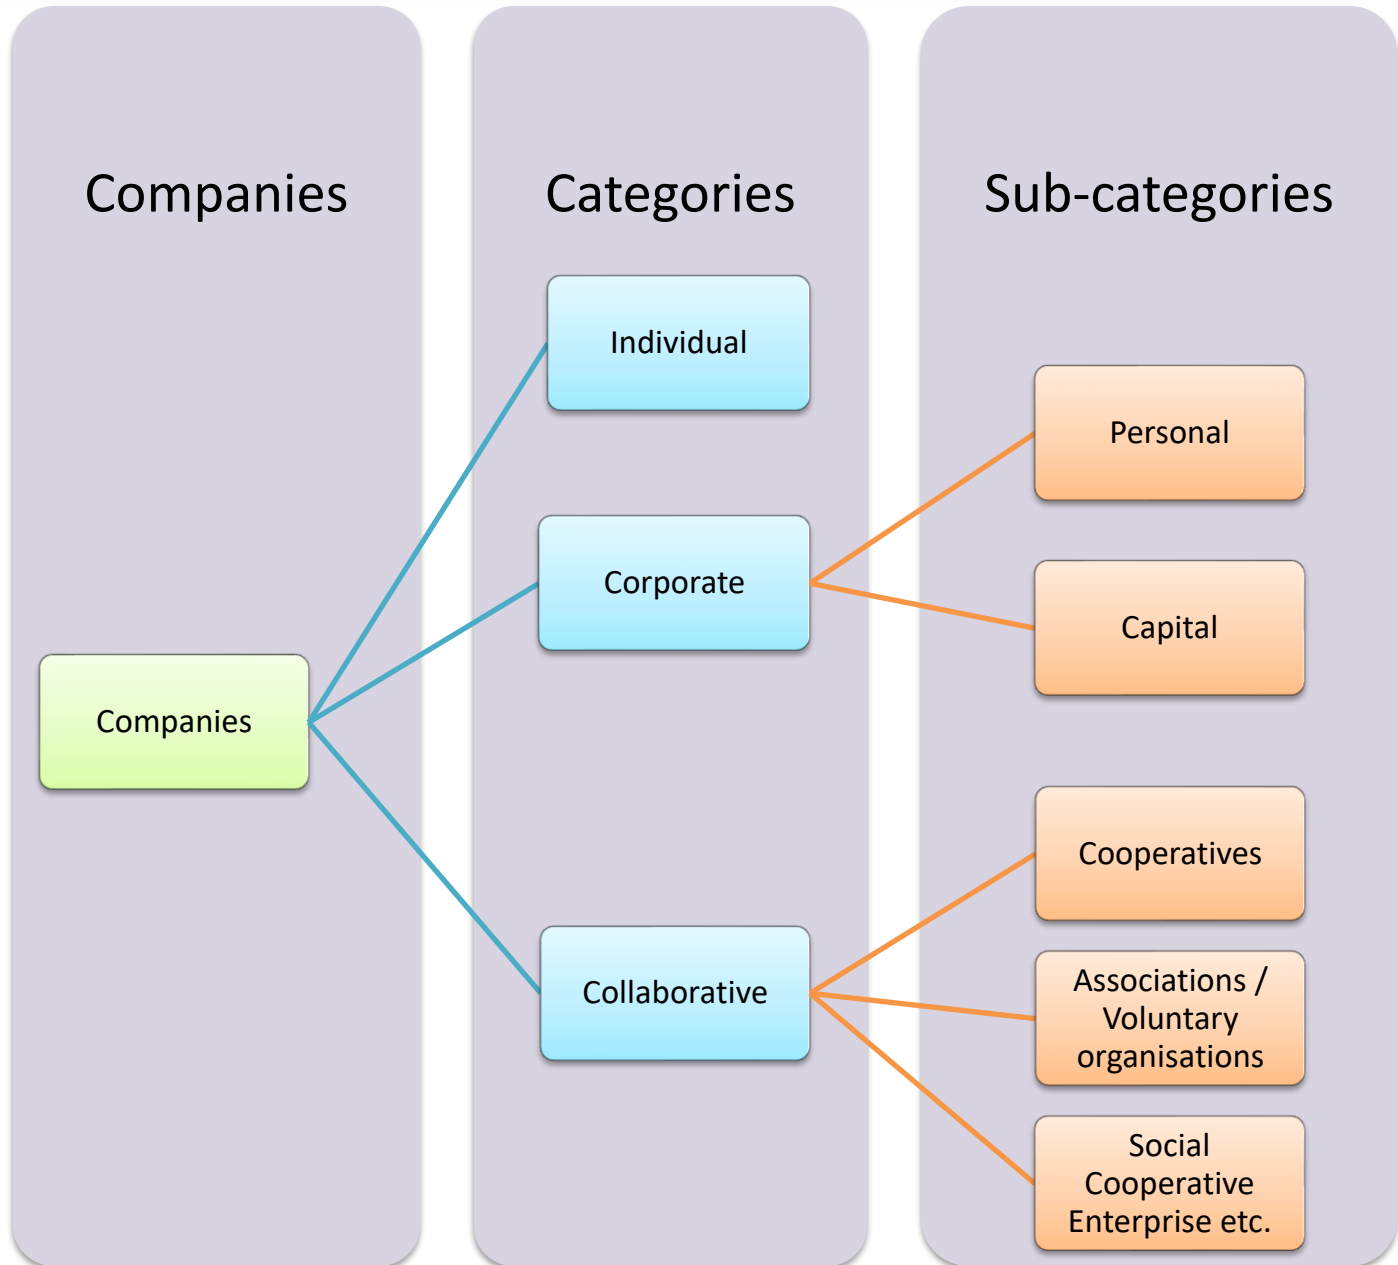 Companies
Categories
Sub-categories
Individual
Personal
Corporate
Capital
Companies
Cooperatives
Collaborative
Associations /
Voluntary
organisations
Social
Cooperative
Enterprise etc.